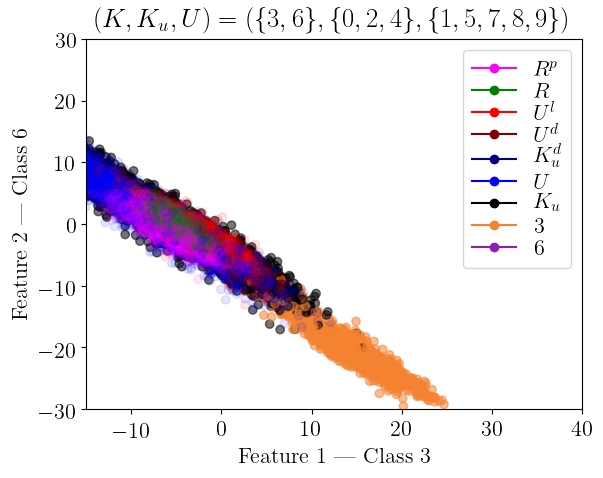 (K, K_u, U) = ({3, 6}, {0, 2, 4}, {1, 5, 7, 8, 9})
30
20
10
0
−10
−20
−30
Feature 2 — Class 6
R^p
R
U^l
U^d
K_u^d
U
K_u
3
6
−10
0
10
20
30
40
Feature 1 — Class 3